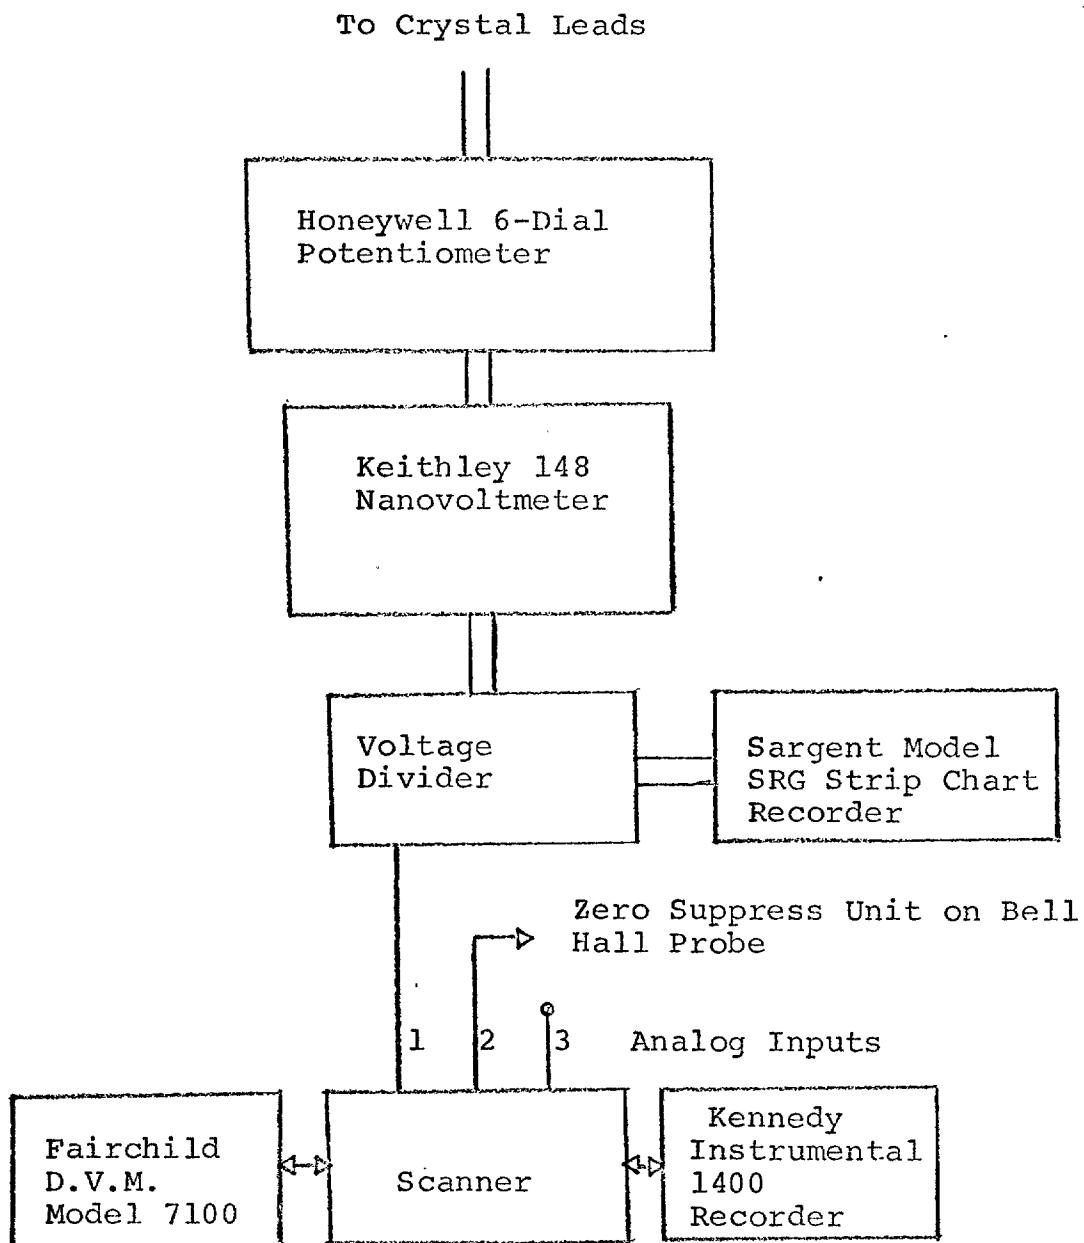 To Crystal Leads
Honeywell 6-Dial
Potentiometer
Keithley 148
Nanovoltmeter
Voltage
Divider
Sargent Model
SRG Strip Chart
Recorder
Zero Suppress Unit on Bell
Hall Probe
1 2 3 Analog Inputs
Fairchild
D.V.M.
Model 7100
Scanner
Kennedy
Instrumental
1400
Recorder